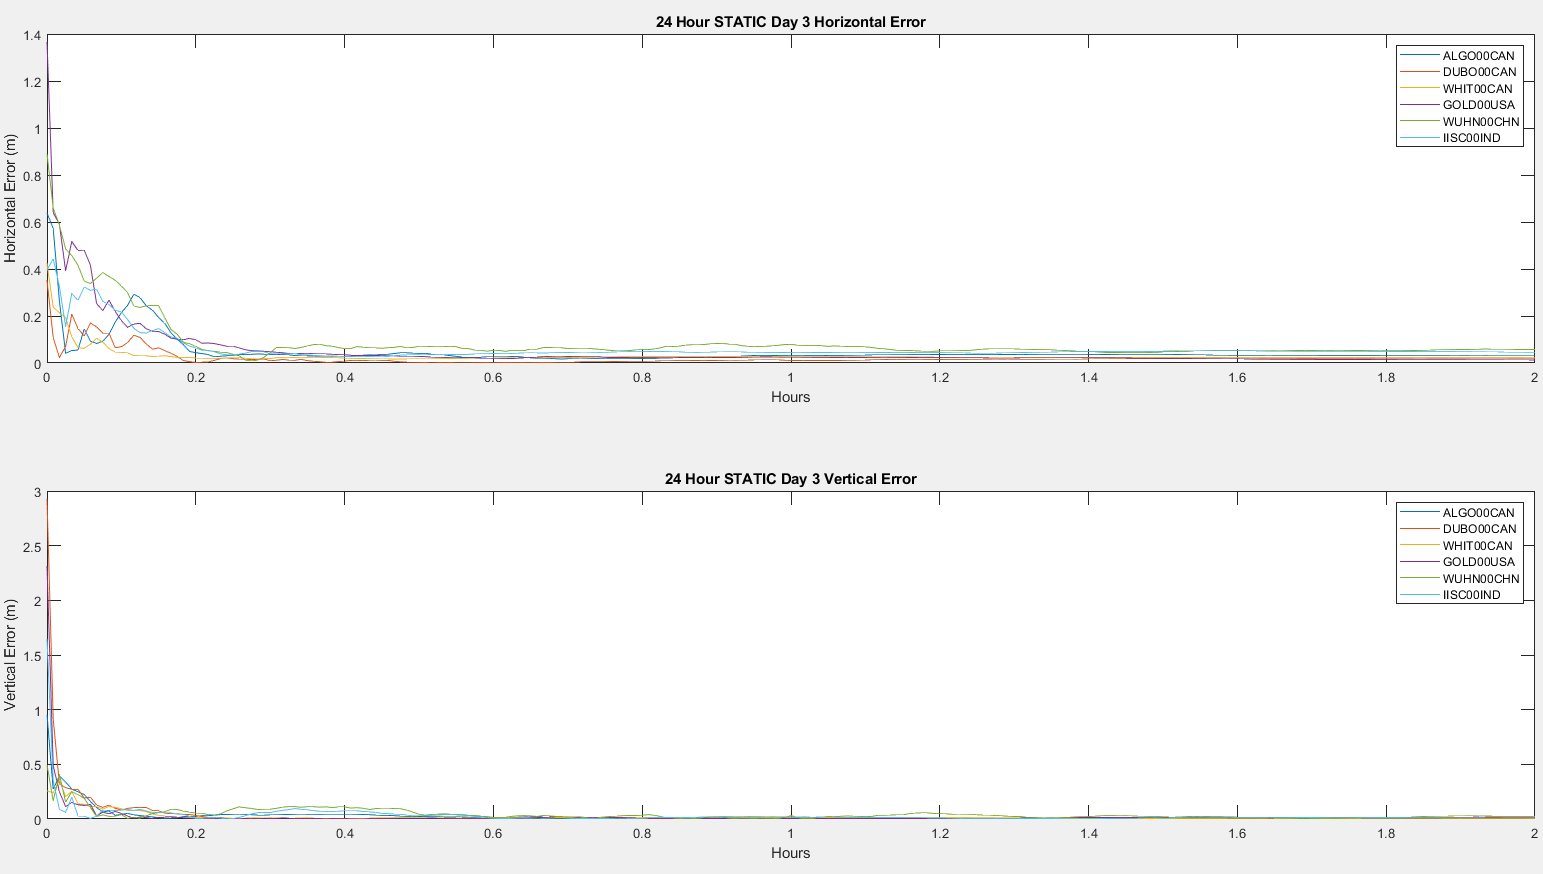 24 Hour STATIC Day 3 Horizontal Error
1.4
1.2
1
0.8
0.6
0.4
0.2
0
Horizontal Error (m)
ALGO00CAN
DUBO00CAN
WHIT00CAN
GOLD00USA
WUHN00CHN
IISC00IND
0 0.2 0.4 0.6 0.8 1 1.2 1.4 1.6 1.8 2
Hours
24 Hour STATIC Day 3 Vertical Error
3
2.5
2
1.5
1
0.5
0
Vertical Error (m)
ALGO00CAN
DUBO00CAN
WHIT00CAN
GOLD00USA
WUHN00CHN
IISC00IND
0 0.2 0.4 0.6 0.8 1 1.2 1.4 1.6 1.8 2
Hours